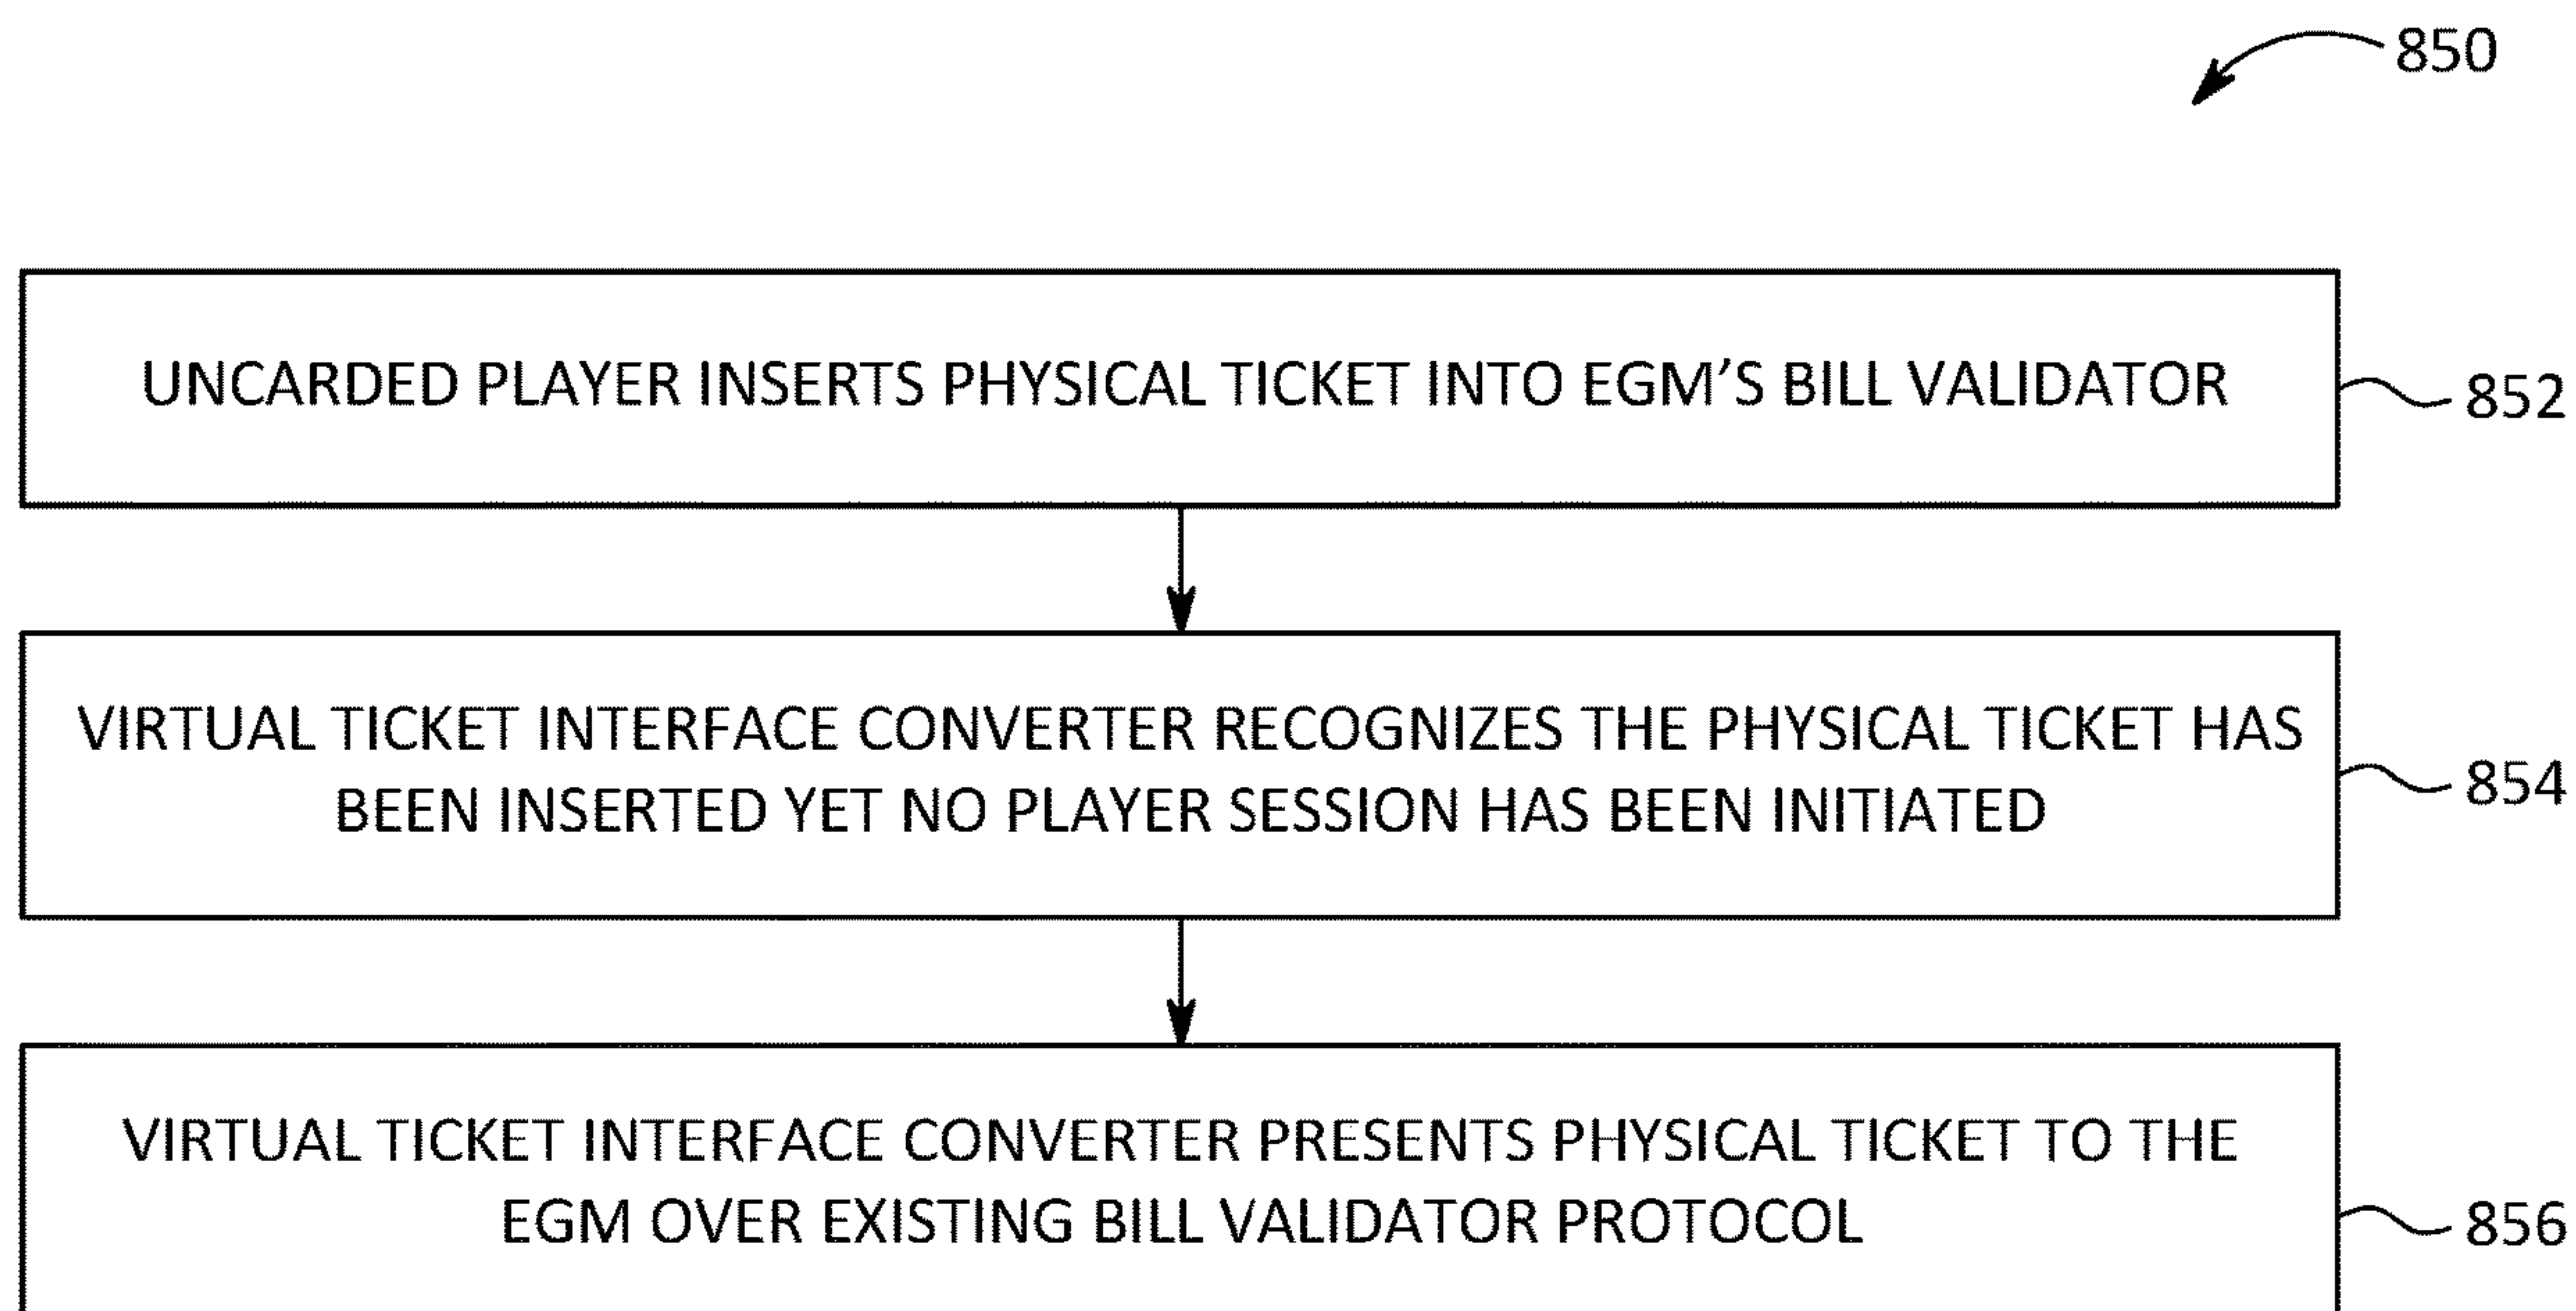 850
UNCARDED PLAYER INSERTS PHYSICAL TICKET INTO EGM’S BILL VALIDATOR
852
VIRTUAL TICKET INTERFACE CONVERTER RECOGNIZES THE PHYSICAL TICKET HAS
BEEN INSERTED YET NO PLAYER SESSION HAS BEEN INITIATED
854
VIRTUAL TICKET INTERFACE CONVERTER PRESENTS PHYSICAL TICKET TO THE
EGM OVER EXISTING BILL VALIDATOR PROTOCOL
856